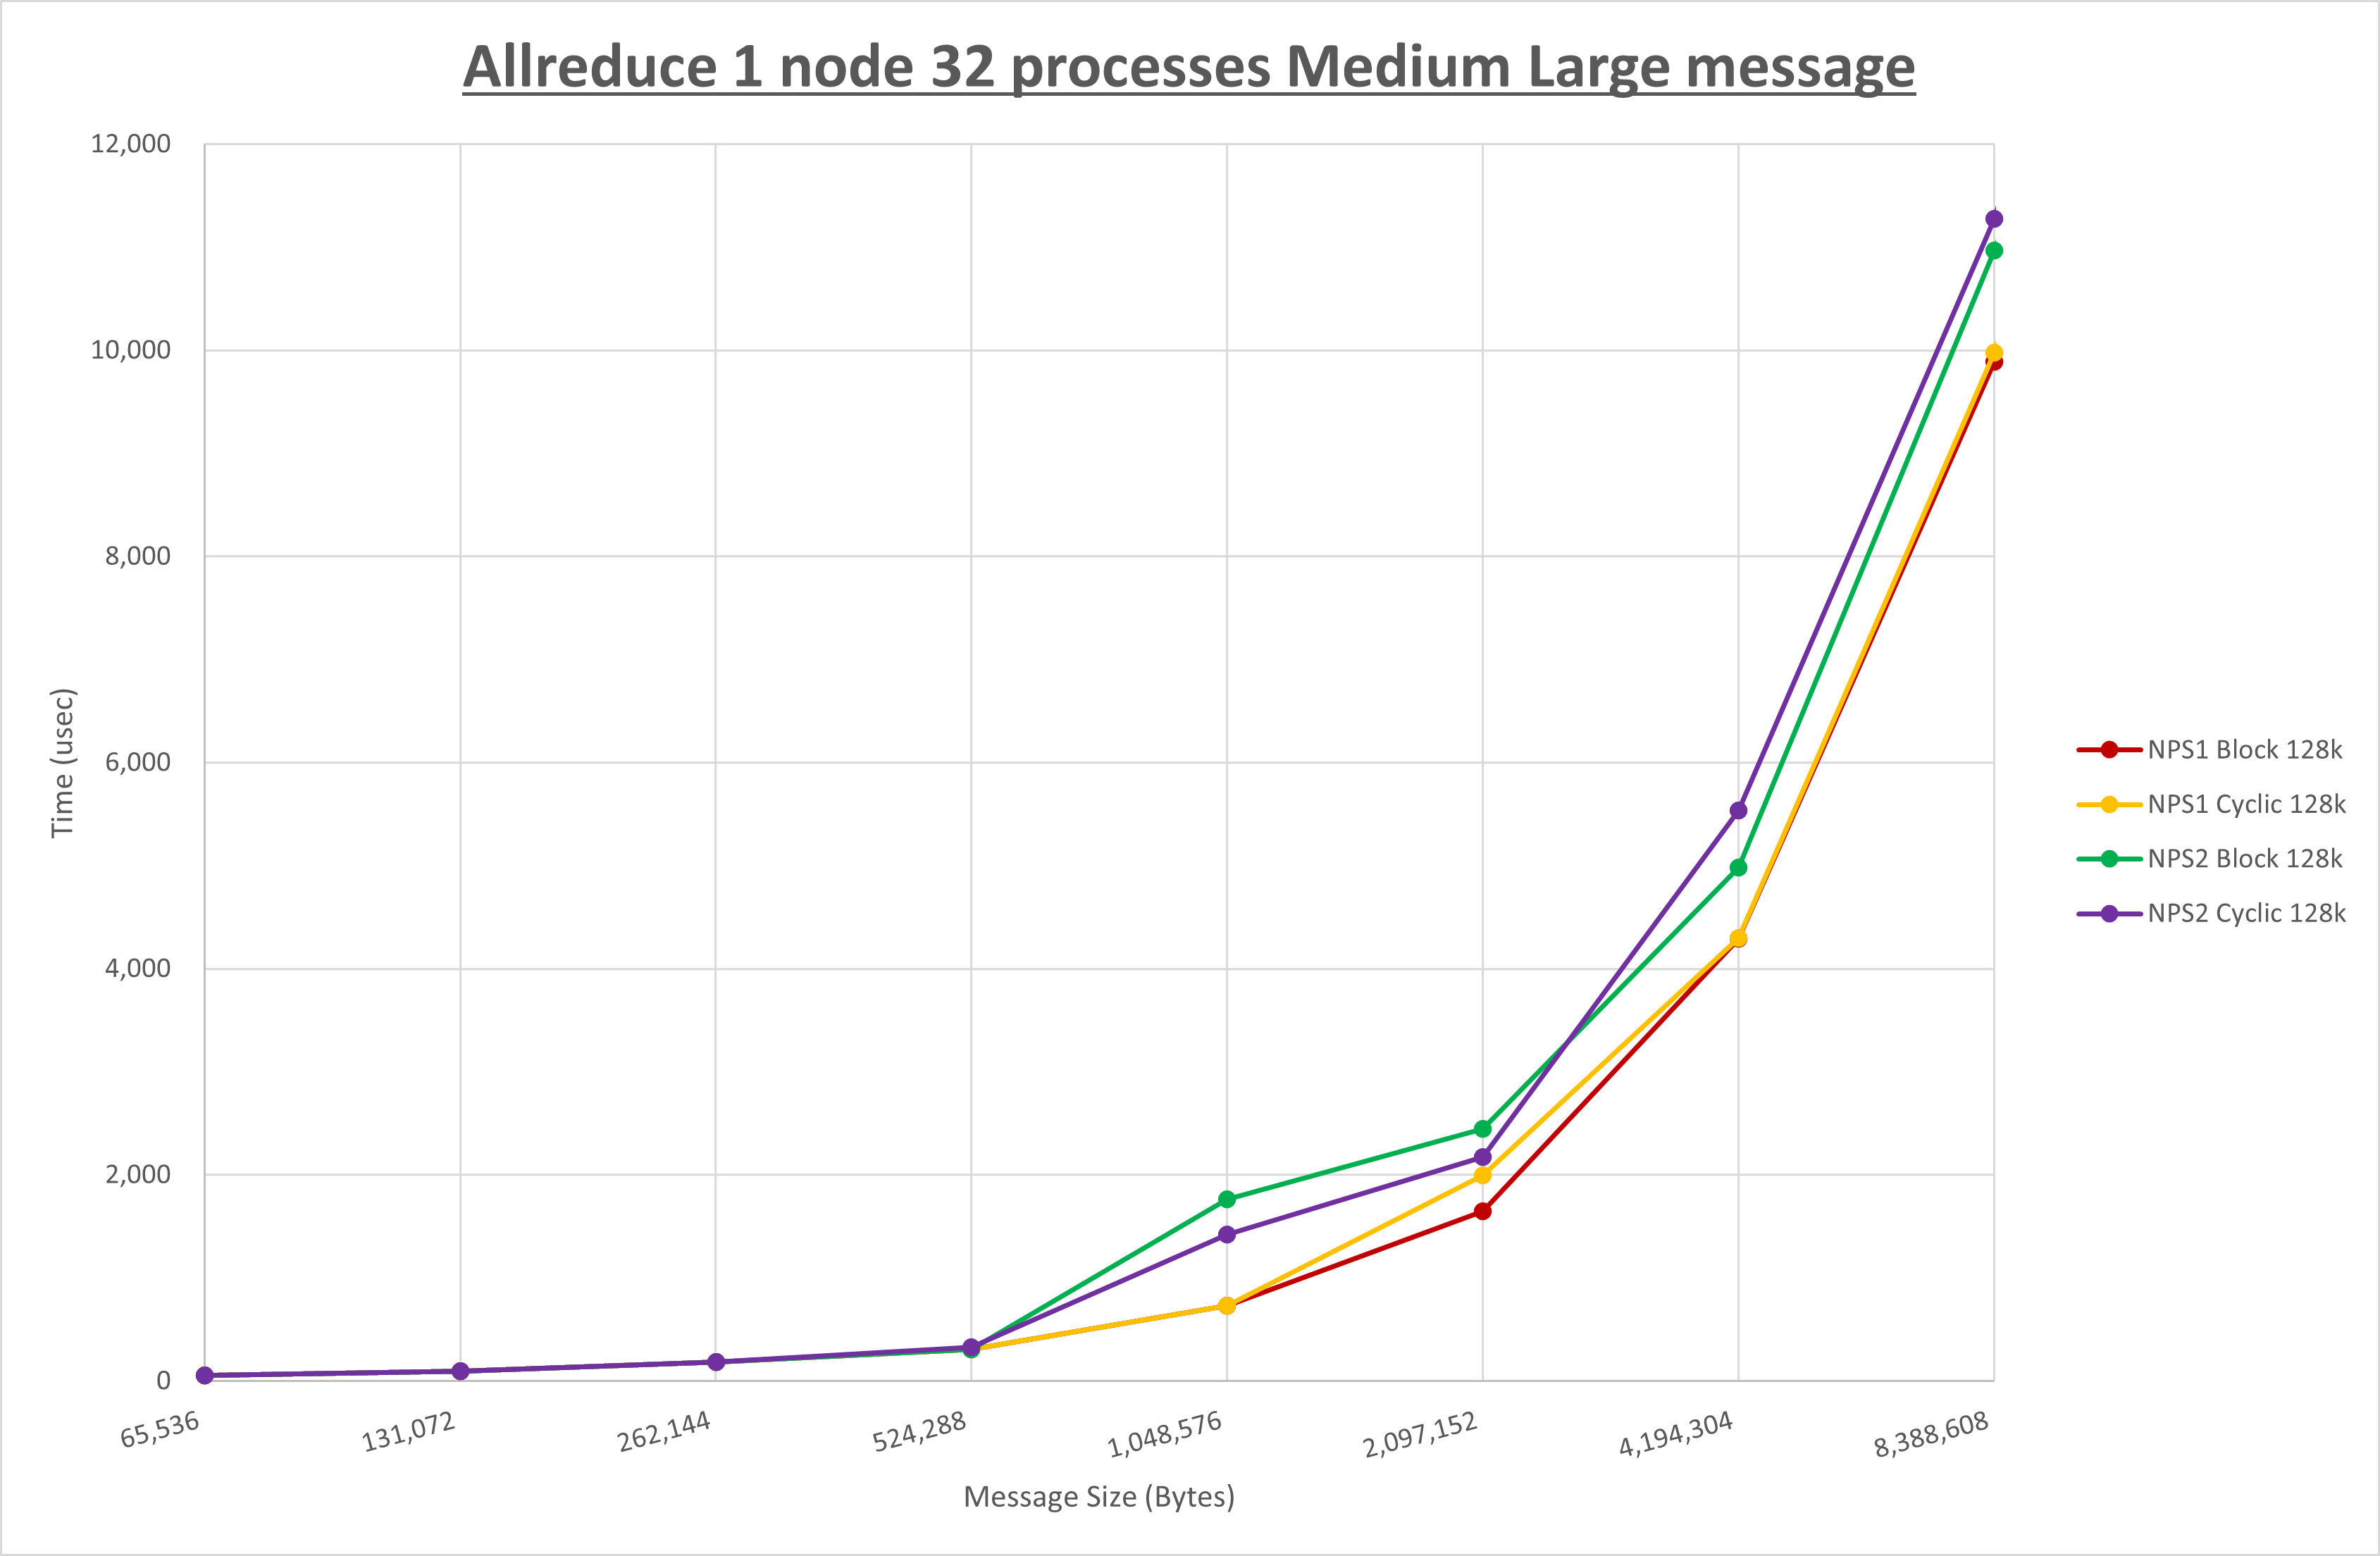 Allreduce 1 node 32 processes Medium Large message
12,000
10,000
8,000
6,000
4,000
2,000
0
Time (usec)
65,536
131,072
262,144
524,288
1,048,576
2,097,152
4,194,304
8,388,608
Message Size (Bytes)
NPS1 Block 128k
NPS1 Cyclic 128k
NPS2 Block 128k
NPS2 Cyclic 128k